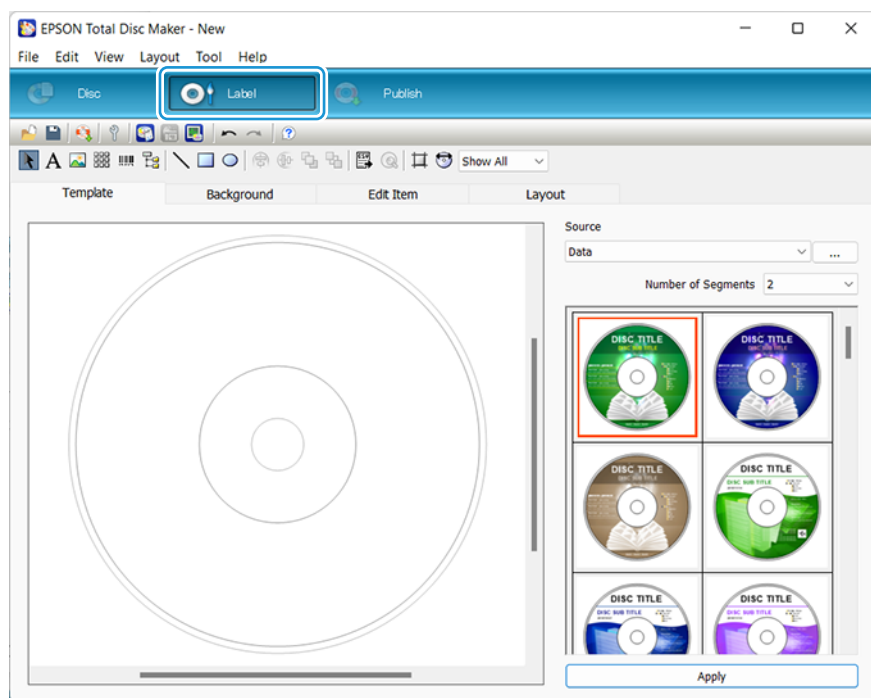 EPSON Total Disc Maker - New
File Edit View Layout Tool Help
Disc Label Publish
A Show All
Template Background Edit Item Layout
Source
Data ...
Number of Segments 2
DISC TITLE DISC TITLE
DISC SUB TITLE DISC SUB TITLE
DISC TITLE DISC TITLE
DISC SUB TITLE DISC SUB TITLE
DISC TITLE DISC TITLE
DISC SUB TITLE DISC SUB TITLE
Apply